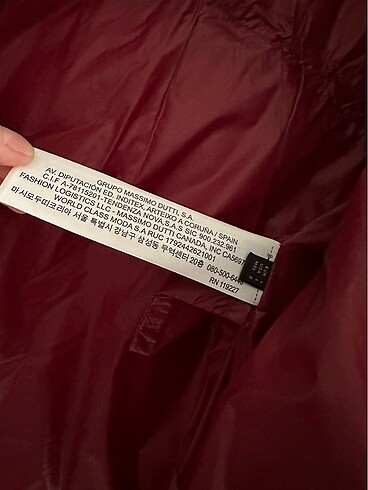 GRUPO MASSIMO DUTTI, S.A.
AV. DIPUTACIÓN ED. INDITEX, ARTEIXO A CORUÑA / SPAIN
C.I.F A-78115201-TENDENZA NOVA,S.A.S SIC 900.232.961
FASHION LOGISTICS LLC - MASSIMO DUTTI CANADA, INC
WORLD CLASS MODA S.A RUC 1792442621001
마시모두띠코리아 서울 특별시 강남구 삼성동 무역센터 20층 080-500-
RN 119227